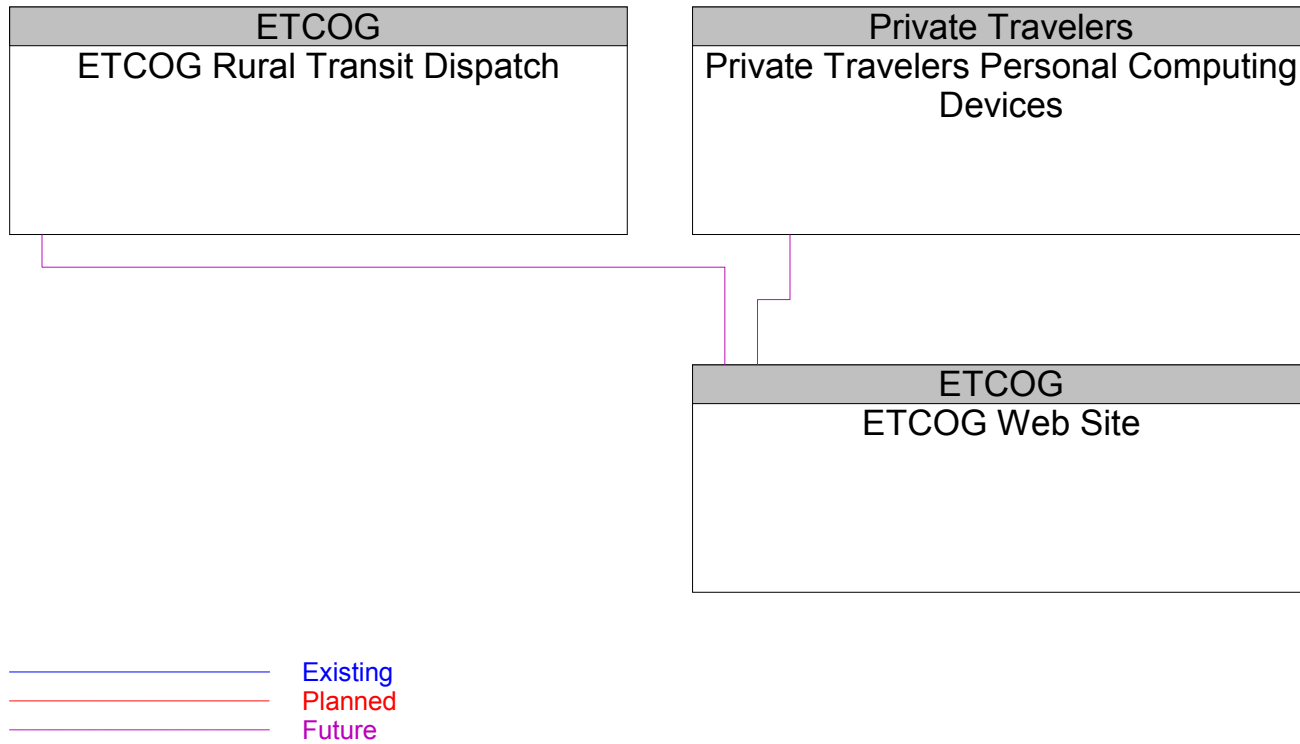 ETCOG
ETCOG Rural Transit Dispatch
Private Travelers
Private Travelers Personal Computing
Devices
ETCOG
ETCOG Web Site
Existing
Planned
Future